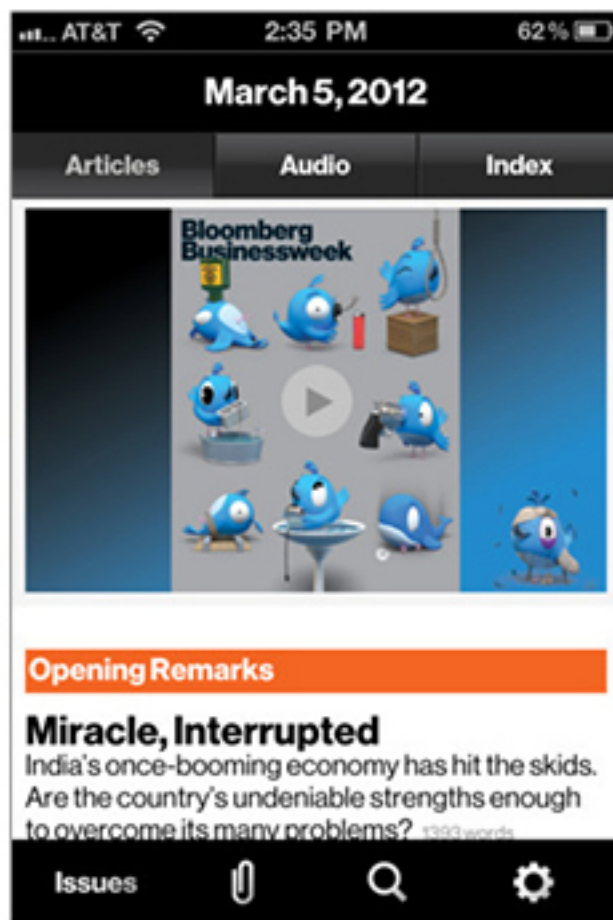 AT&T 2:35 PM 62%
March 5, 2012
Articles Audio Index
Bloomberg
Businessweek
Opening Remarks
Miracle, Interrupted
India's once-booming economy has hit the skids.
Are the country's undeniable strengths enough
to overcome its many problems? 1393 words
Issues